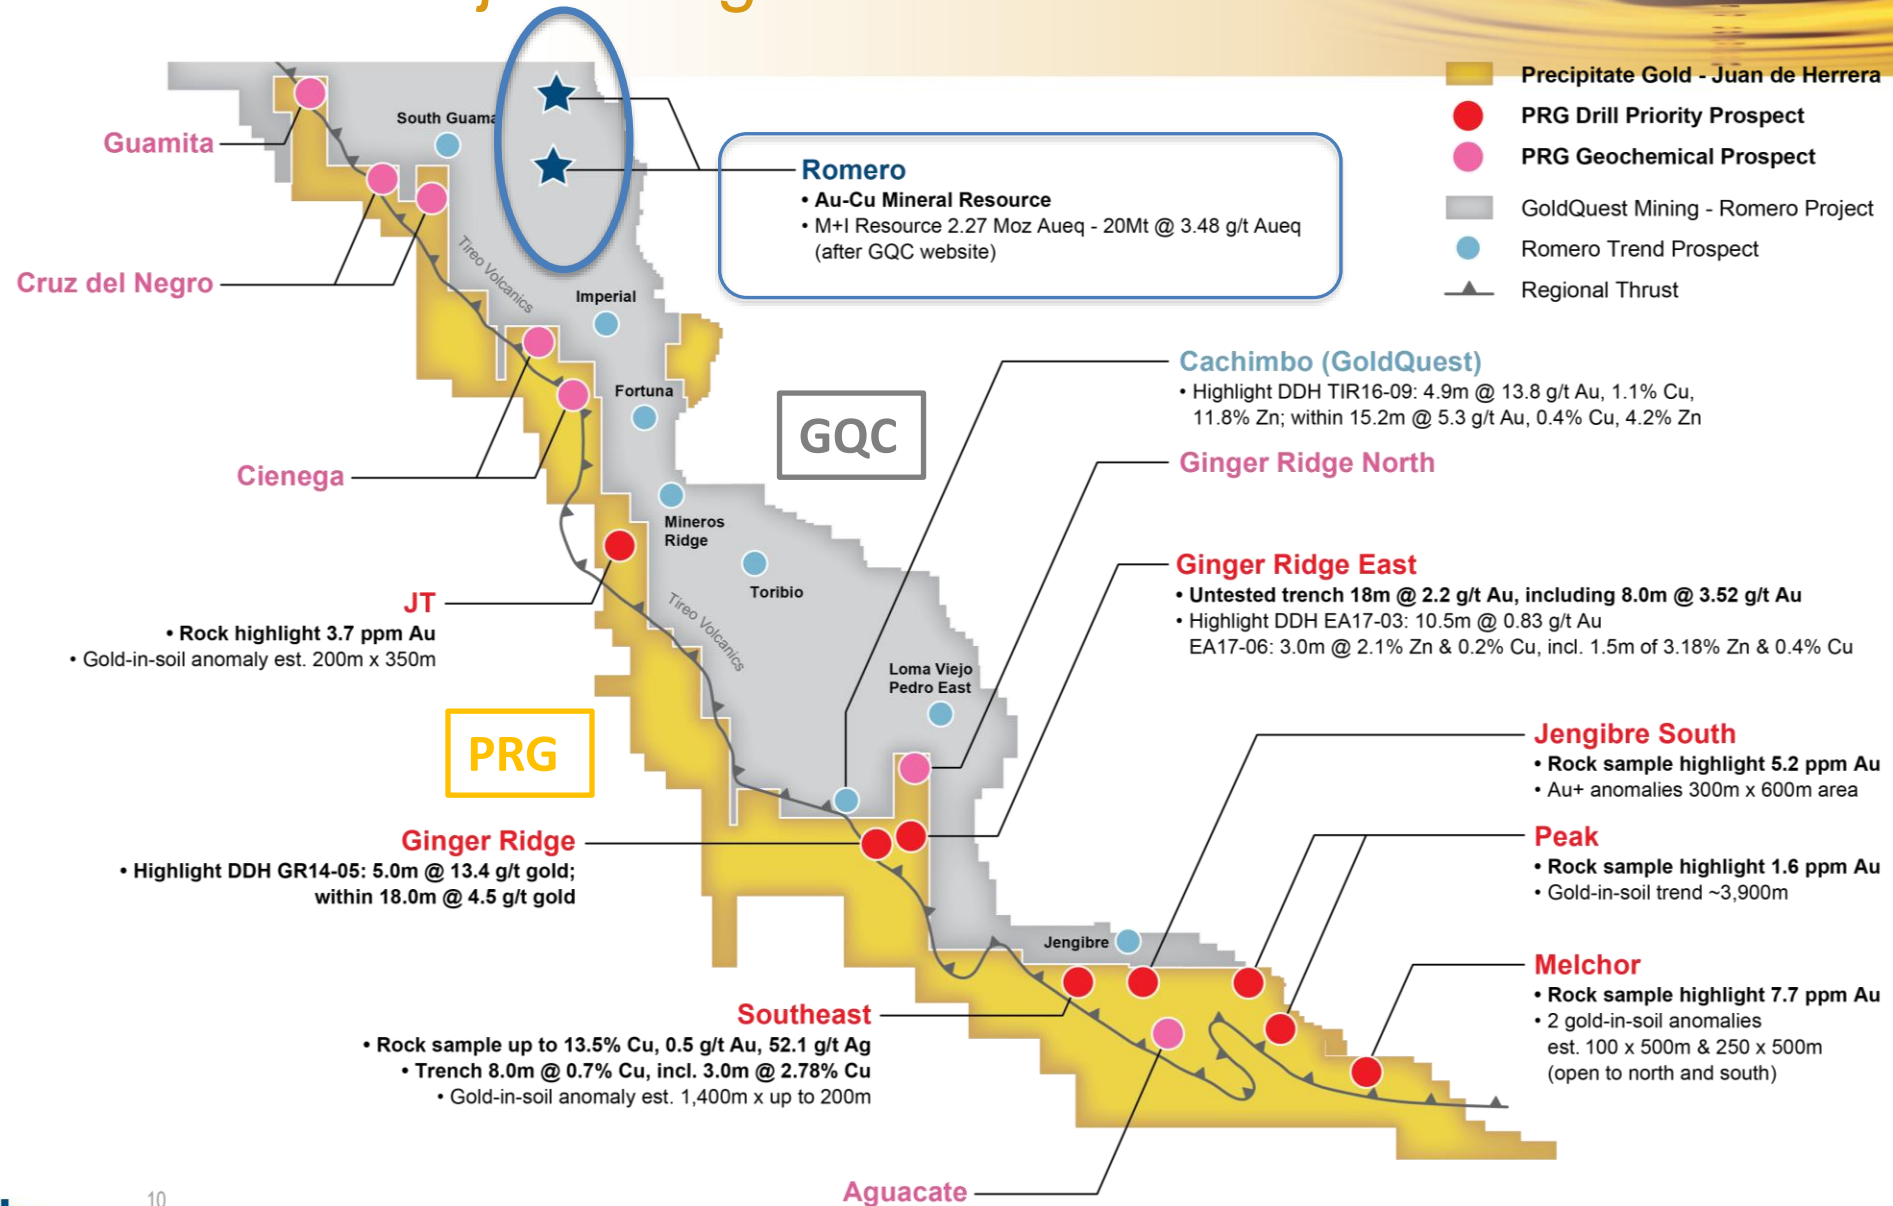 Precipitate Gold - Juan de Herrera
PRG Drill Priority Prospect
PRG Geochemical Prospect
GoldQuest Mining - Romero Project
Romero Trend Prospect
Regional Thrust
Guamita
South Guama
Romero
• Au-Cu Mineral Resource
• M+I Resource 2.27 Moz Aueq - 20Mt @ 3.48 g/t Aueq
(after GQC website)
Cruz del Negro
Tireo Volcanics
Imperial
Fortuna
GQC
Cachimbo (GoldQuest)
• Highlight DDH TIR16-09: 4.9m @ 13.8 g/t Au, 1.1% Cu,
11.8% Zn; within 15.2m @ 5.3 g/t Au, 0.4% Cu, 4.2% Zn
Cienega
Ginger Ridge North
Mineros
Ridge
Toribio
Ginger Ridge East
• Untested trench 18m @ 2.2 g/t Au, including 8.0m @ 3.52 g/t Au
• Highlight DDH EA17-03: 10.5m @ 0.83 g/t Au
EA17-06: 3.0m @ 2.1% Zn & 0.2% Cu, incl. 1.5m of 3.18% Zn & 0.4% Cu
JT
• Rock highlight 3.7 ppm Au
• Gold-in-soil anomaly est. 200m x 350m
Tireo Volcanics
Loma Viejo
Pedro East
PRG
Jengibre South
• Rock sample highlight 5.2 ppm Au
• Au+ anomalies 300m x 600m area
Ginger Ridge
• Highlight DDH GR14-05: 5.0m @ 13.4 g/t gold;
within 18.0m @ 4.5 g/t gold
Peak
• Rock sample highlight 1.6 ppm Au
• Gold-in-soil trend ~3,900m
Jengibre
Melchor
• Rock sample highlight 7.7 ppm Au
• 2 gold-in-soil anomalies
est. 100 x 500m & 250 x 500m
(open to north and south)
Southeast
• Rock sample up to 13.5% Cu, 0.5 g/t Au, 52.1 g/t Ag
• Trench 8.0m @ 0.7% Cu, incl. 3.0m @ 2.78% Cu
• Gold-in-soil anomaly est. 1,400m x up to 200m
Aguacate
10